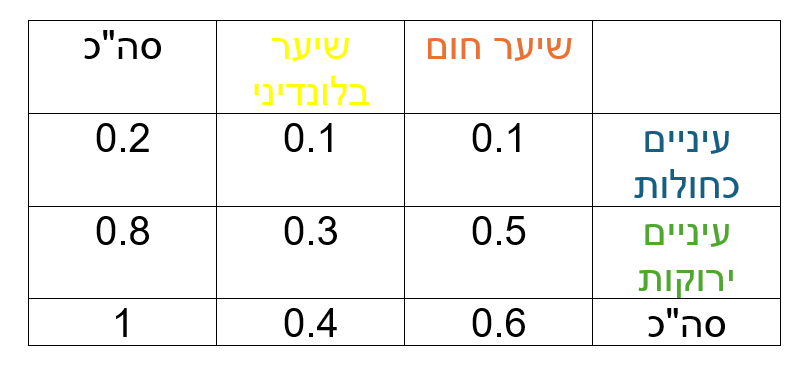 שיער חום שיער סה"כ
בלונדיני
עיניים 0.1 0.1 0.2
כחולות
עיניים 0.5 0.3 0.8
ירוקות
סה"כ 0.6 0.4 1